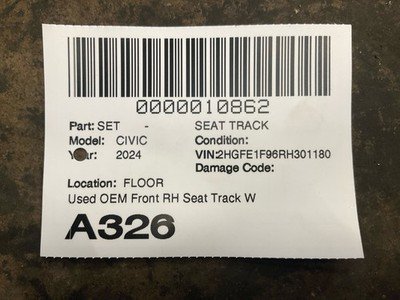 0000010862
Part: SET - SEAT TRACK
Model: CIVIC Condition:
Year: 2024 VIN:2HGFE1F96RH301180
Damage Code:
Location: FLOOR
Used OEM Front RH Seat Track W
A326